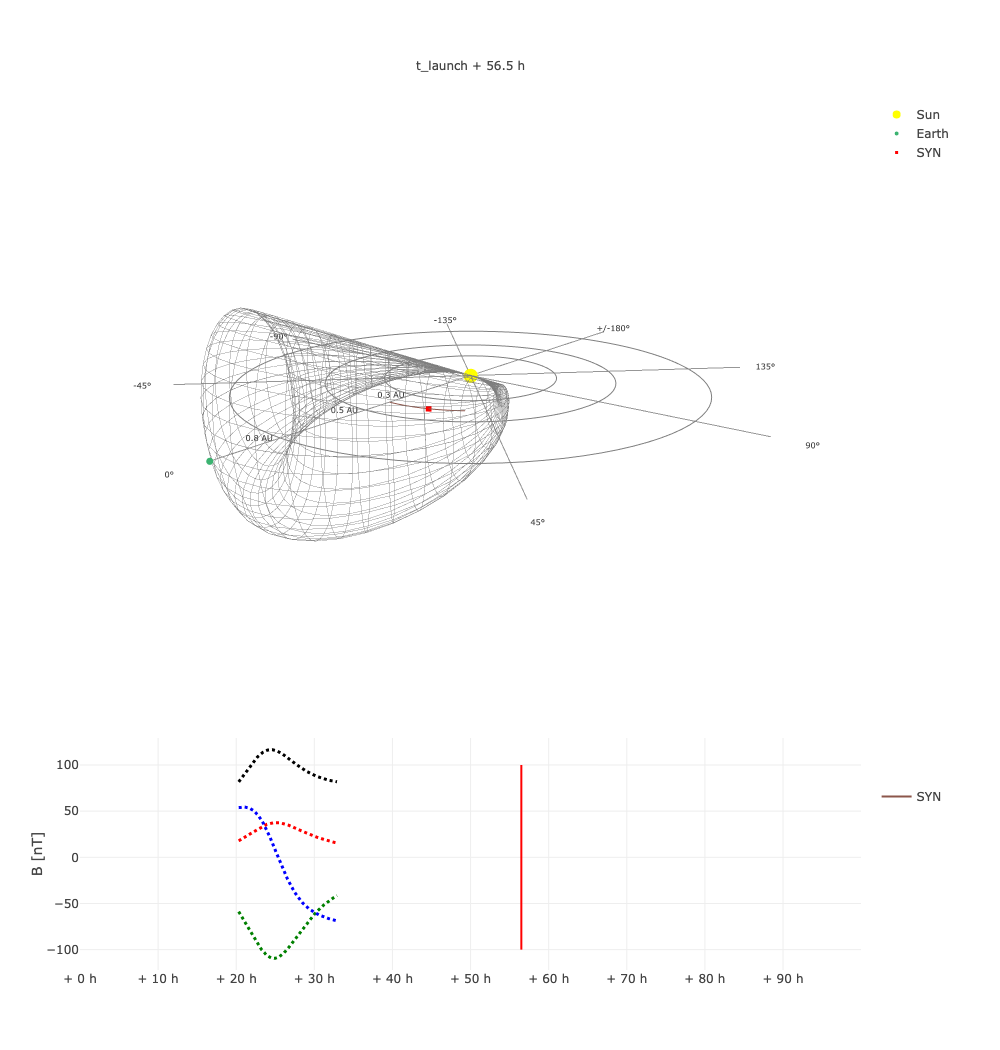 t_launch + 56.5 h
Sun
Earth
SYN
-135°
+/-180°
-90°
135°
-45°
0.3 AU
0.5 AU
0.8 AU
90°
0°
45°
100
50
0
−50
−100
B [nT]
SYN
+ 0 h
+ 10 h
+ 20 h
+ 30 h
+ 40 h
+ 50 h
+ 60 h
+ 70 h
+ 80 h
+ 90 h